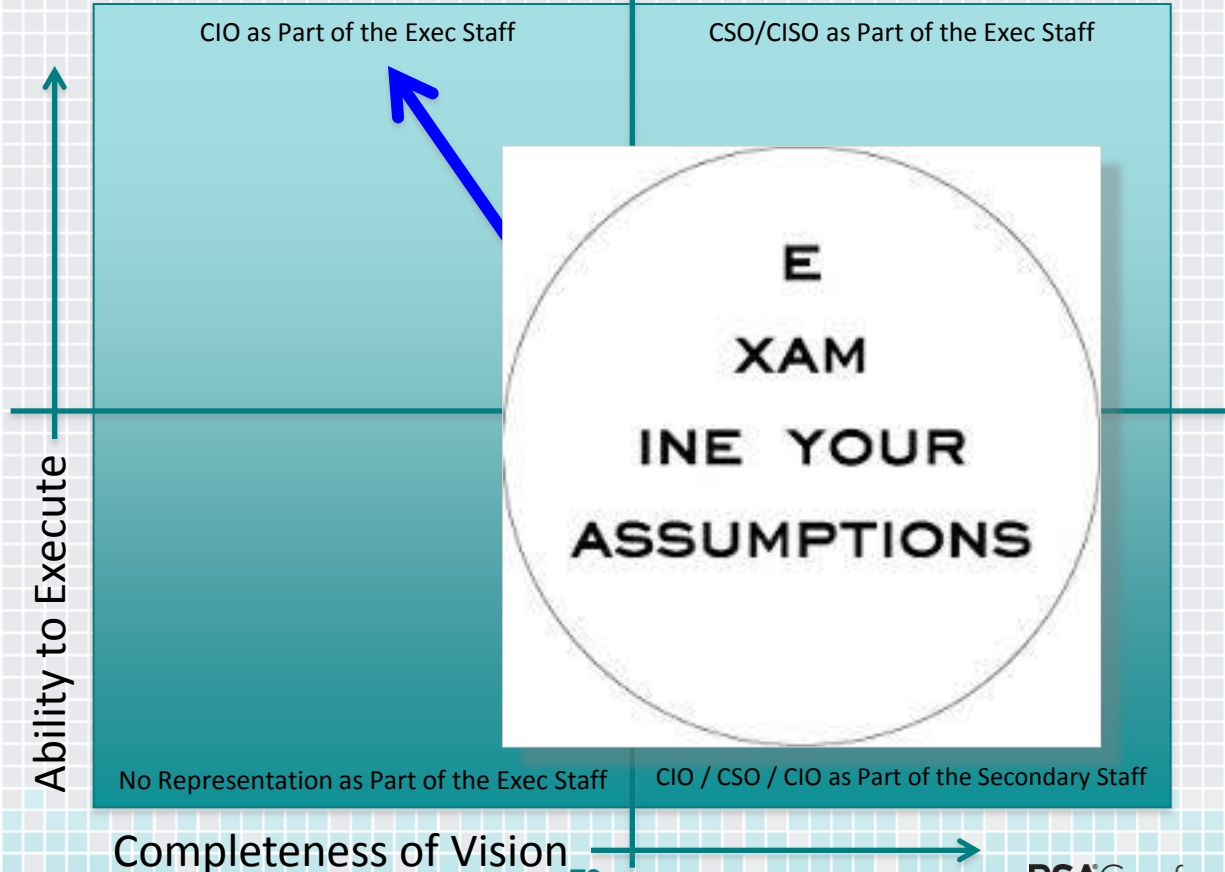 CIO as Part of the Exec Staff
CSO/CISO as Part of the Exec Staff
E
XAM
INE YOUR
ASSUMPTIONS
Ability to Execute
No Representation as Part of the Exec Staff
CIO / CSO / CIO as Part of the Secondary Staff
Completeness of Vision